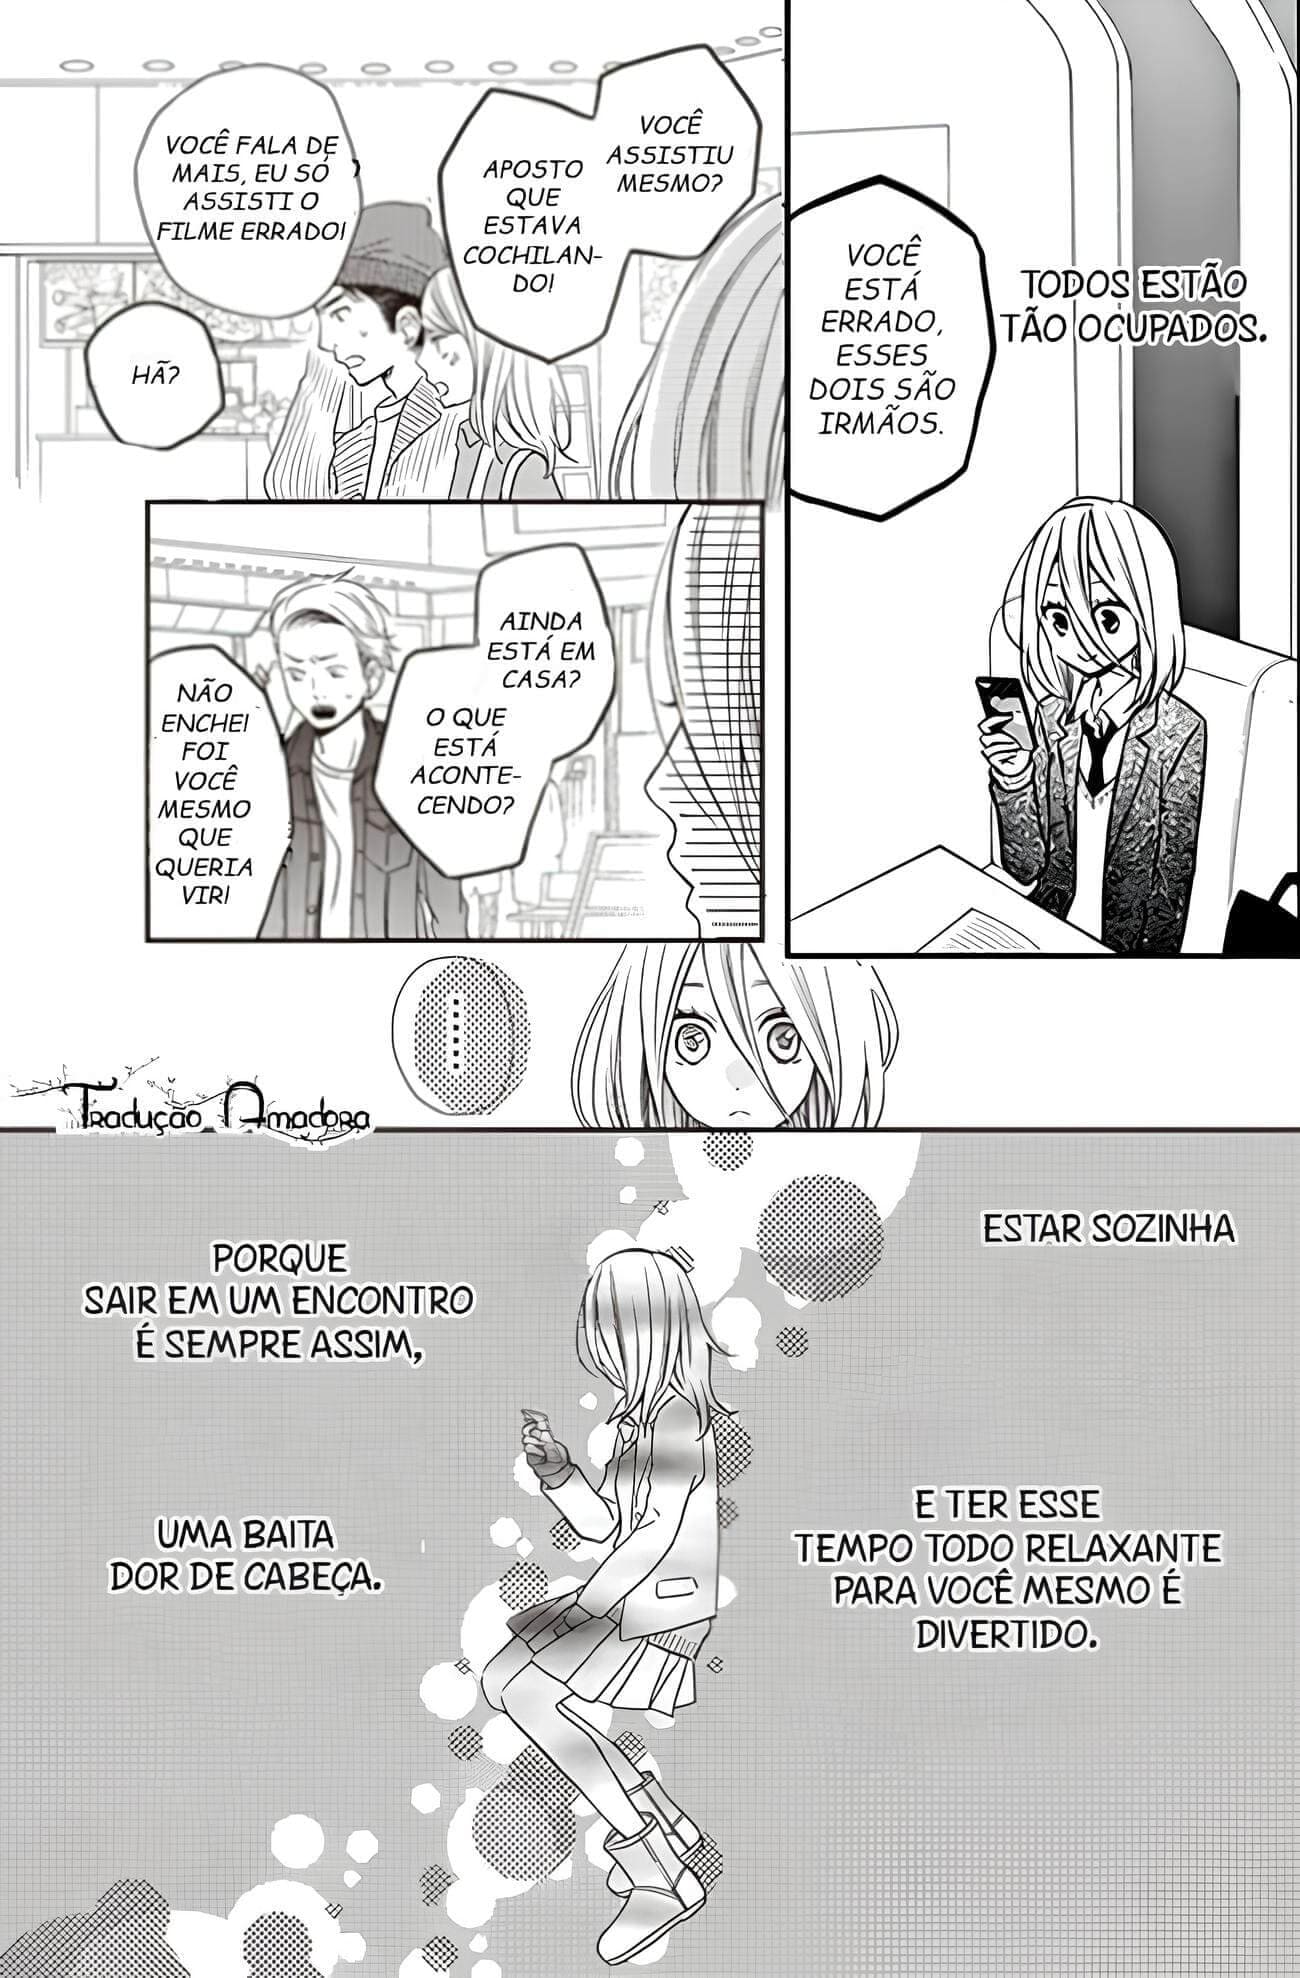 TODOS ESTÃO
TÃO OCUPADOS.
VOCÊ
ESTÁ
ERRADO,
ESSES
DOIS SÃO
IRMÃOS.
VOCÊ
ASSISTIU
MESMO?
APOSTO
QUE
ESTAVA
COCHILAN-
DO!
VOCÊ FALA DE
MAIS, EU SÓ
ASSISTI O
FILME ERRADO!
HÃ?
AINDA
ESTÁ EM
CASA?
O QUE
ESTÁ
ACONTE-
CENDO?
NÃO
ENCHE!
FOI
VOCÊ
MESMO
QUE
QUERIA
VIR!
......
Tradução Amadora
ESTAR SOZINHA
E TER ESSE
TEMPO TODO RELAXANTE
PARA VOCÊ MESMO É
DIVERTIDO.
PORQUE
SAIR EM UM ENCONTRO
É SEMPRE ASSIM,
UMA BAITA
DOR DE CABEÇA.